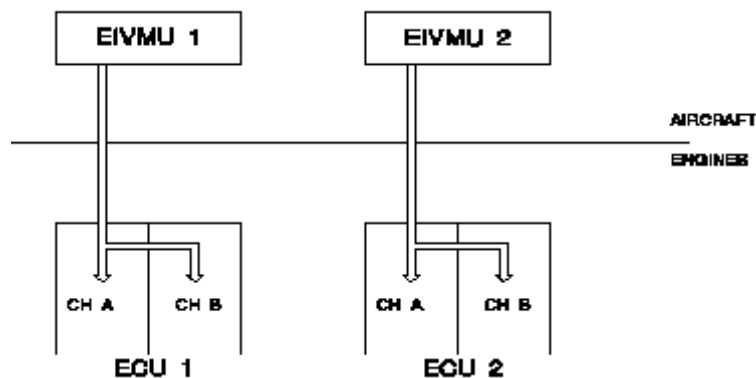 EIVMU 1 EIVMU 2
AIRCRAFT
ENGINES
CH A CH B CH A CH B
ECU 1 ECU 2